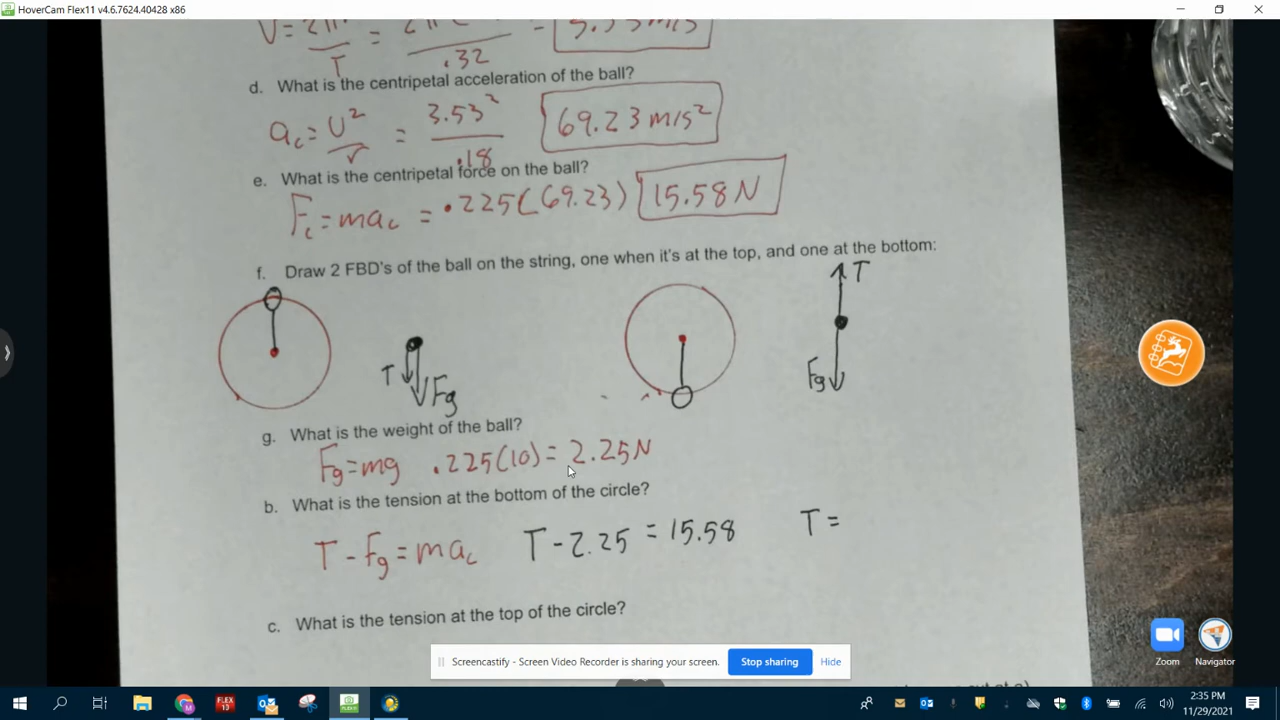 HoverCam Flex11 v4.6.7624.40428 x86
.32
d. What is the centripetal acceleration of the ball?
ac = v²/r = 3.53²/.18 69.23 m/s²
e. What is the centripetal force on the ball?
Fc = mac = .225(69.23) 15.58 N
f. Draw 2 FBD's of the ball on the string, one when it's at the top, and one at the bottom:
T
T
Fg
Fg
g. What is the weight of the ball?
Fg = mg .225(10) = 2.25N
b. What is the tension at the bottom of the circle?
T - Fg = mac T - 2.25 = 15.58 T =
c. What is the tension at the top of the circle?
Screencastify - Screen Video Recorder is sharing your screen. Stop sharing Hide
Zoom Navigator
FLEX 11
2:35 PM
11/29/2021